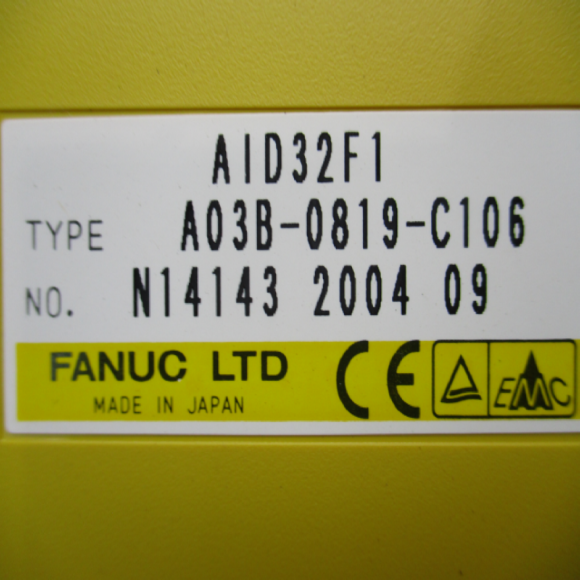 AID32F1
TYPE A03B-0819-C106
NO. N14143 2004 09
FANUC LTD CE EMC
MADE IN JAPAN